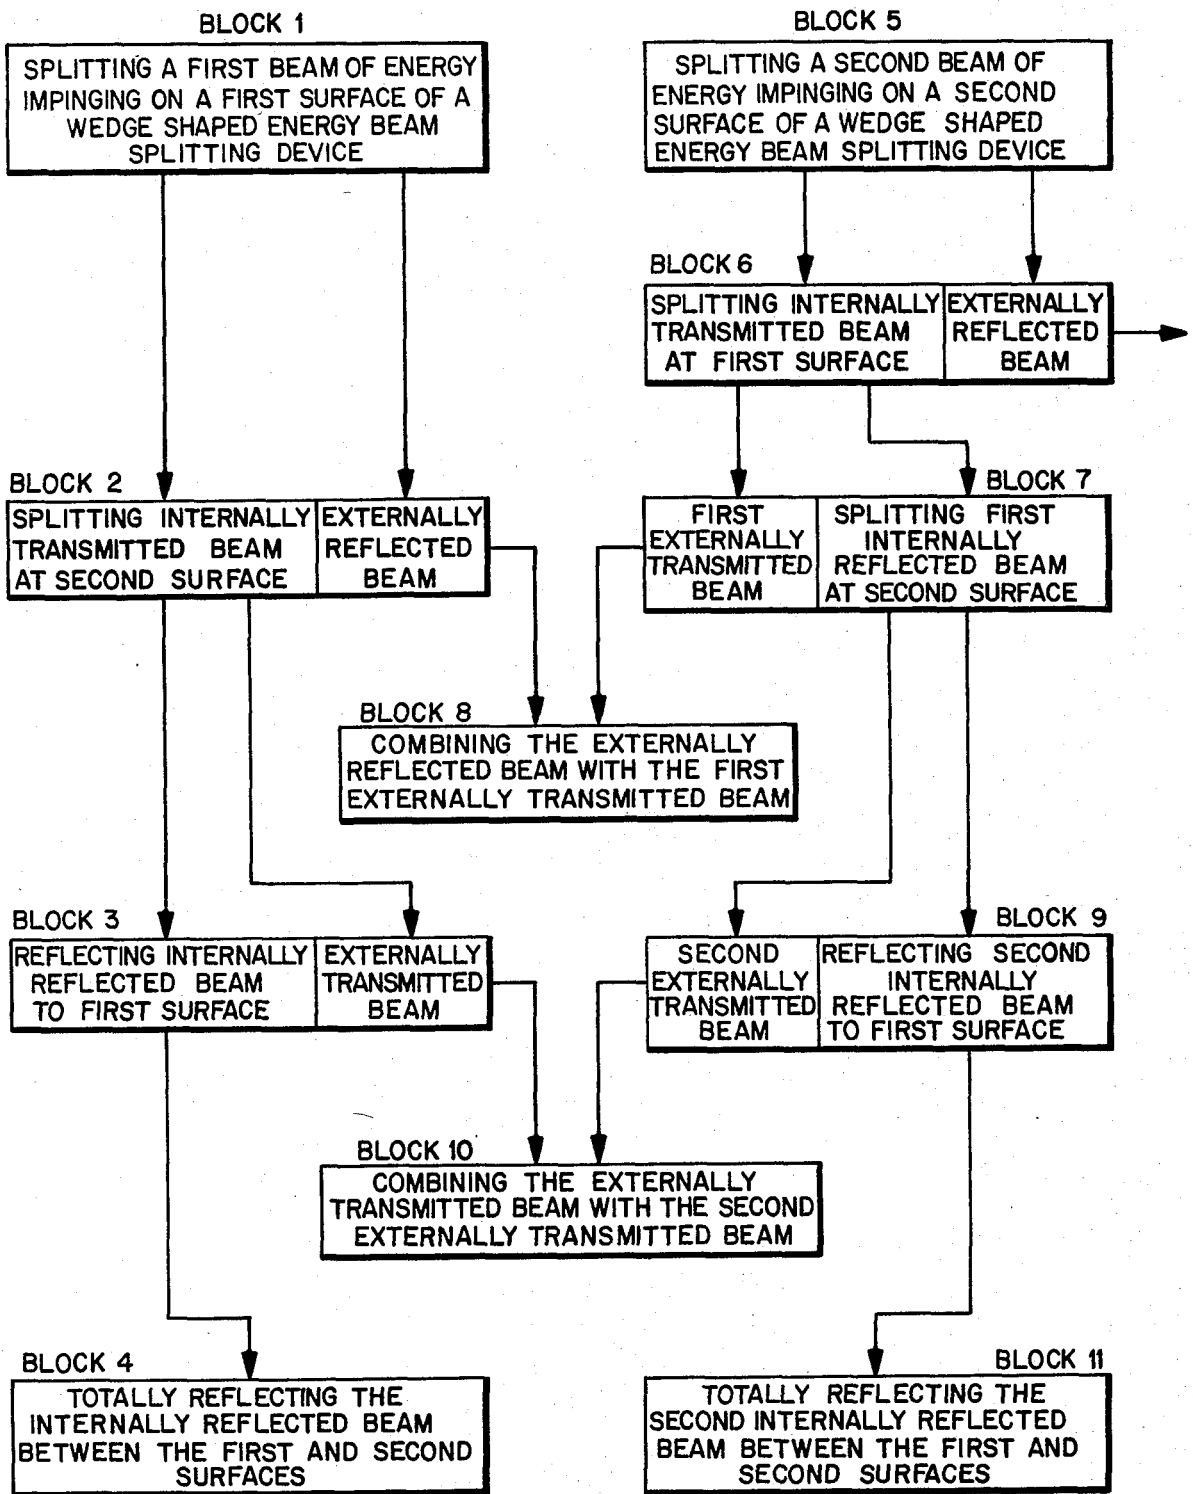 BLOCK 1
SPLITTING A FIRST BEAM OF ENERGY
IMPINGING ON A FIRST SURFACE OF A
WEDGE SHAPED ENERGY BEAM
SPLITTING DEVICE
BLOCK 5
SPLITTING A SECOND BEAM OF
ENERGY IMPINGING ON A SECOND
SURFACE OF A WEDGE SHAPED
ENERGY BEAM SPLITTING DEVICE
BLOCK 6
SPLITTING INTERNALLY
TRANSMITTED BEAM
AT FIRST SURFACE
EXTERNALLY
REFLECTED
BEAM
BLOCK 2
SPLITTING INTERNALLY
TRANSMITTED BEAM
AT SECOND SURFACE
EXTERNALLY
REFLECTED
BEAM
BLOCK 7
FIRST
EXTERNALLY
TRANSMITTED
BEAM
SPLITTING FIRST
INTERNALLY
REFLECTED BEAM
AT SECOND SURFACE
BLOCK 8
COMBINING THE EXTERNALLY
REFLECTED BEAM WITH THE FIRST
EXTERNALLY TRANSMITTED BEAM
BLOCK 3
REFLECTING INTERNALLY
REFLECTED BEAM
TO FIRST SURFACE
EXTERNALLY
TRANSMITTED
BEAM
BLOCK 9
SECOND
EXTERNALLY
TRANSMITTED
BEAM
REFLECTING SECOND
INTERNALLY
REFLECTED BEAM
TO FIRST SURFACE
BLOCK 10
COMBINING THE EXTERNALLY
TRANSMITTED BEAM WITH THE SECOND
EXTERNALLY TRANSMITTED BEAM
BLOCK 4
TOTALLY REFLECTING THE
INTERNALLY REFLECTED BEAM
BETWEEN THE FIRST AND SECOND
SURFACES
BLOCK 11
TOTALLY REFLECTING THE
SECOND INTERNALLY REFLECTED
BEAM BETWEEN THE FIRST AND
SECOND SURFACES